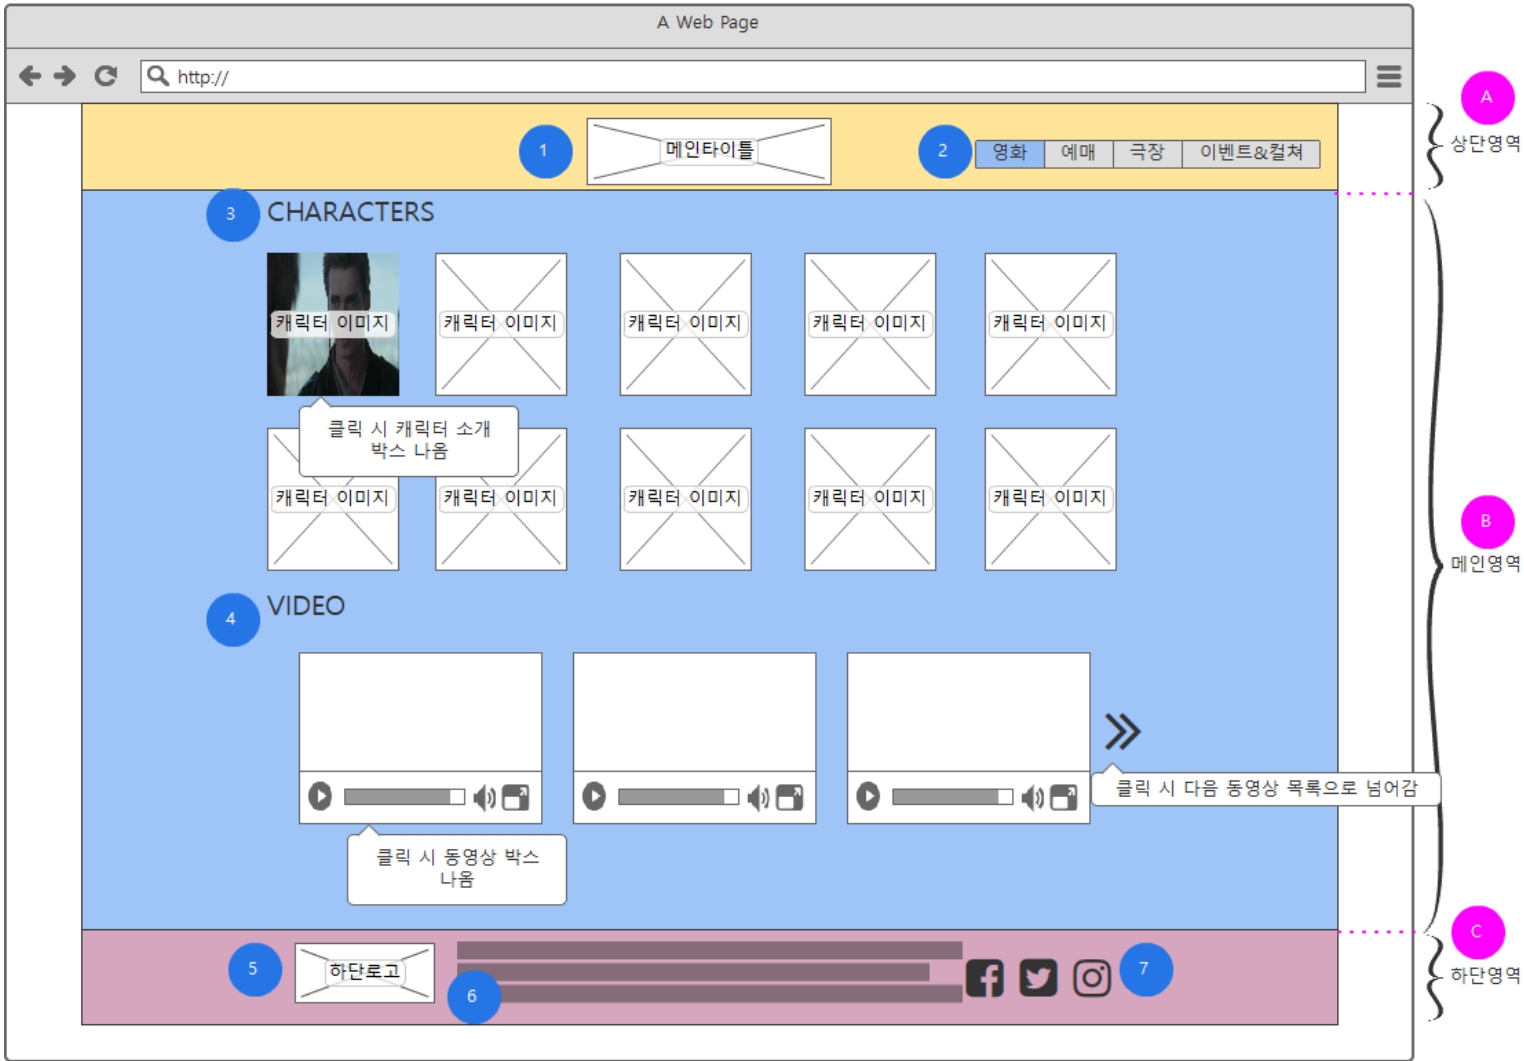 A Web Page
http://
A
상단영역
1
메인타이틀
2
영화
예매
극장
이벤트&컬쳐
3
CHARACTERS
캐릭터 이미지
캐릭터 이미지
캐릭터 이미지
캐릭터 이미지
캐릭터 이미지
클릭 시 캐릭터 소개
박스 나옴
캐릭터 이미지
캐릭터 이미지
캐릭터 이미지
캐릭터 이미지
캐릭터 이미지
B
메인영역
4
VIDEO
클릭 시 다음 동영상 목록으로 넘어감
클릭 시 동영상 박스
나옴
C
하단영역
5
하단로고
6
7